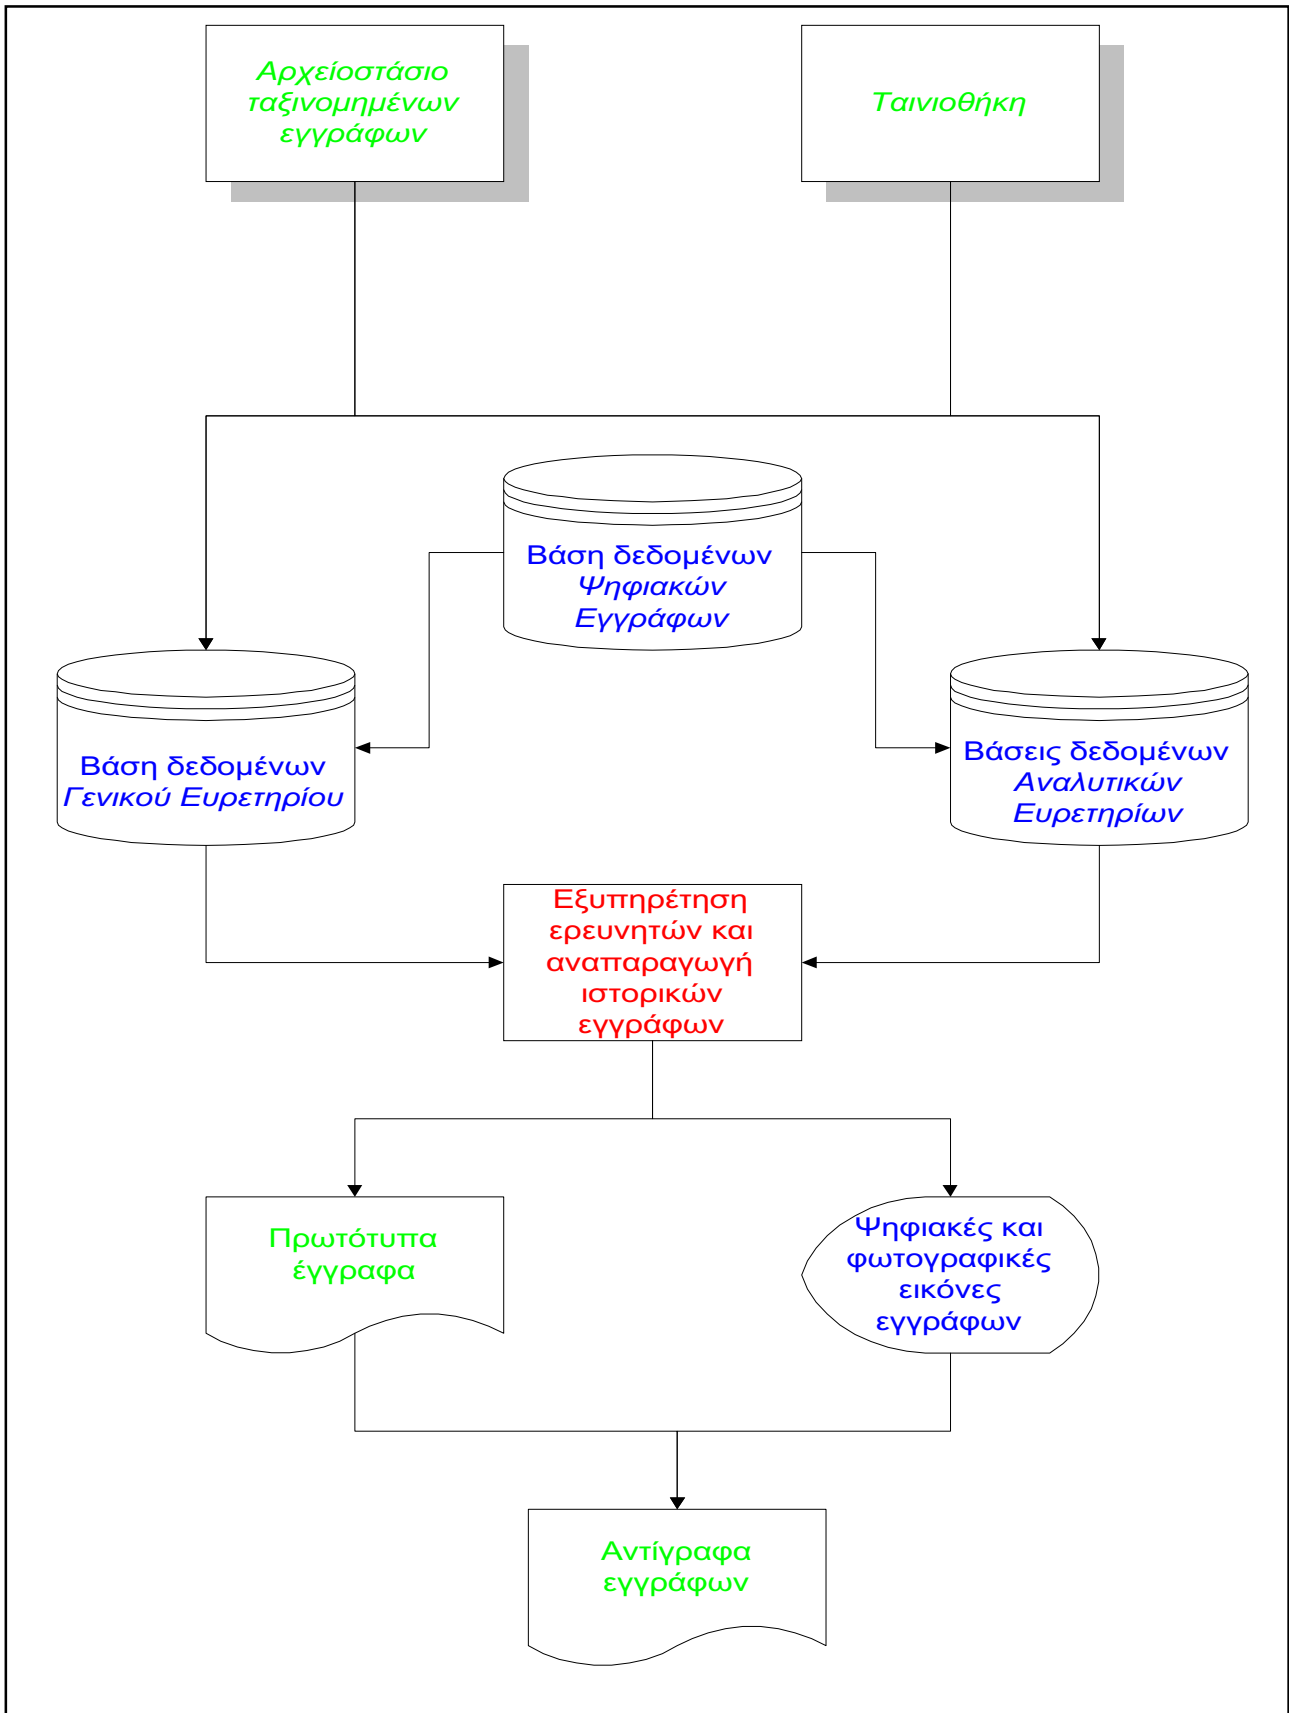 Αρχείοστάσιο
ταξινομημένων
εγγράφων
Ταινιοθήκη
Βάση δεδομένων
Ψηφιακών
Εγγράφων
Βάση δεδομένων
Γενικού Ευρετηρίου
Βάσεις δεδομένων
Αναλυτικών
Ευρετηρίων
Εξυπηρέτηση
ερευνητών και
αναπαραγωγή
ιστορικών
εγγράφων
Πρωτότυπα
έγγραφα
Ψηφιακές και
φωτογραφικές
εικόνες
εγγράφων
Αντίγραφα
εγγράφων